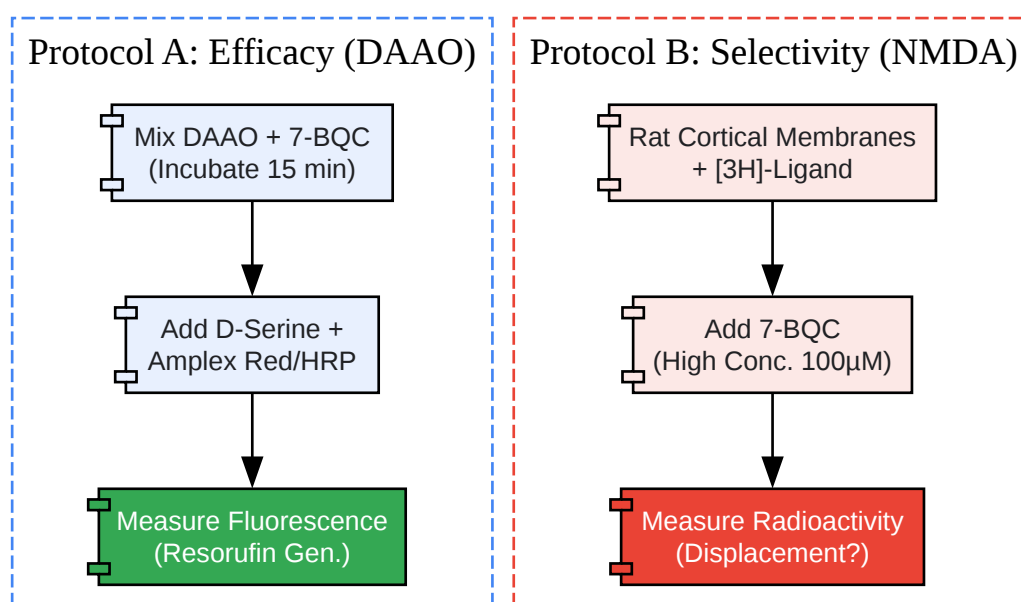 Protocol A: Efficacy (DAAO)
Mix DAAO + 7-BQC
(Incubate 15 min)
Add D-Serine +
Amplex Red/HRP
Measure Fluorescence
(Resorufin Gen.)
Protocol B: Selectivity (NMDA)
Rat Cortical Membranes
+ [3H]-Ligand
Add 7-BQC
(High Conc. 100µM)
Measure Radioactivity
(Displacement?)